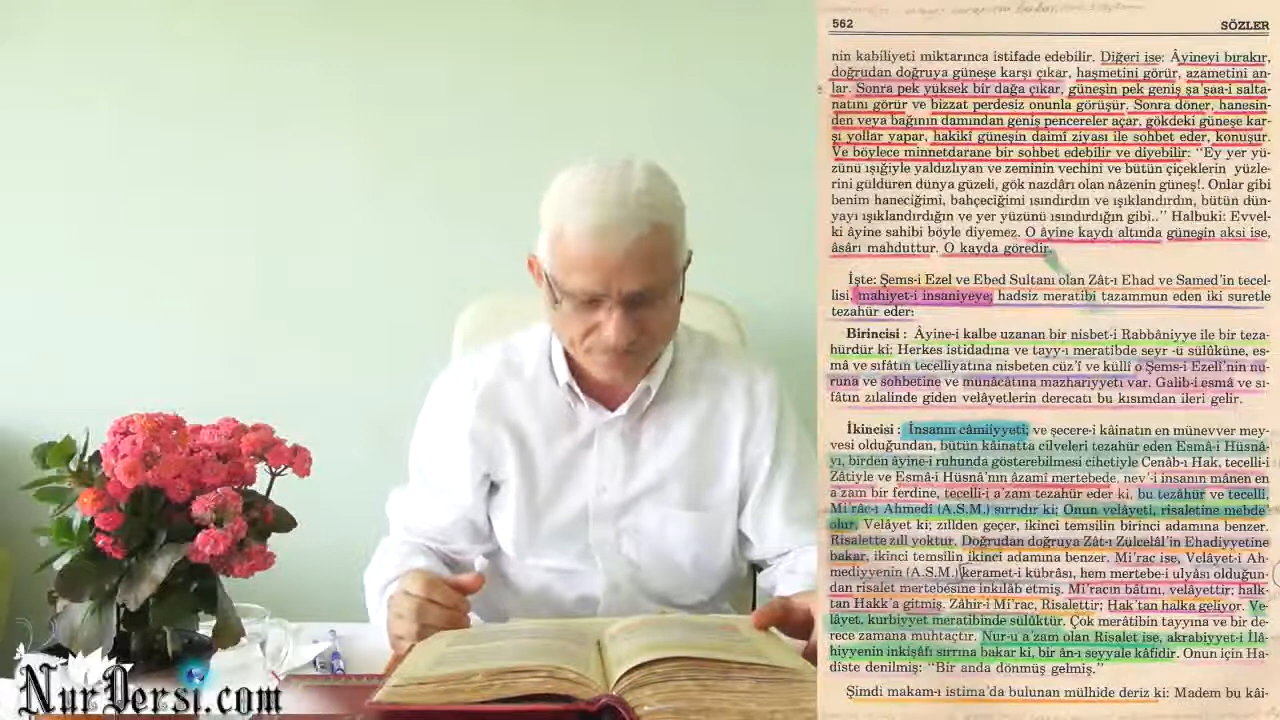 562
SÖZLER
nin kabiliyeti miktarınca istifade edebilir. Diğeri ise: Âyineyi bırakır,
doğrudan doğruya güneşe karşı çıkar, haşmetini görür, azametini an-
lar. Sonra pek yüksek bir dağa çıkar, güneşin pek geniş şa'şaa-i salta-
natını görür ve bizzat perdesiz onunla görüşür. Sonra döner, hanesin-
den veya bağının damından geniş pencereler açar, gökdeki güneşe kar-
şı yollar yapar, hakikî güneşin daimî ziyası ile sohbet eder, konuşur.
Ve böylece minnetdarane bir sohbet edebilir ve diyebilir: "Ey yer yü-
zünü ışığiyle yaldızlıyan ve zeminin vechini ve bütün çiçeklerin yüzle-
rini güldüren dünya güzeli, gök nazdârı olan nâzenin güneş!. Onlar gibi
benim haneciğimi, bahçeciğimi ısındırdın ve ışıklandırdın, bütün dün-
yayı ışıklandırdığın ve yer yüzünü ısındırdığın gibi.." Halbuki: Evvel-
ki âyine sahibi böyle diyemez. O âyine kaydı altında güneşin aksi ise,
âsârı mahduttur. O kayda göredir.
İşte: Şems-i Ezel ve Ebed Sultanı olan Zât-ı Ehad ve Samed'in tecel-
lisi, mahiyet-i insaniyeye; hadsiz meratibi tazammun eden iki suretle
tezahür eder:
Birincisi : Âyine-i kalbe uzanan bir nisbet-i Rabbâniyye ile bir teza-
hürdür ki: Herkes istidadına ve tayy-ı meratibde seyr -ü sülûküne, es-
mâ ve sıfâtın tecelliyatına nisbeten cüz'î ve küllî o Şems-i Ezelî'nin nu-
runa ve sohbetine ve munâcâtına mazhariyyeti var. Galib-i esmâ ve sı-
fâtın zılalinde giden velâyetlerin derecatı bu kısımdan ileri gelir.
İkincisi : İnsanın câmiiyyeti; ve şecere-i kâinatın en münevver mey-
vesi olduğundan, bütün kâinatta cilveleri tezahür eden Esmâ-i Hüsnâ-
yı, birden âyine-i ruhunda gösterebilmesi cihetiyle Cenâb-ı Hak, tecelli-i
Zâtiyle ve Esmâ-i Hüsnâ'nın âzamî mertebede, nev'-i insanın mânen en
a'zam bir ferdine, tecelli-i a'zam tezahür eder ki, bu tezâhür ve tecelli,
Mi'râc-ı Ahmedî (A.S.M.) sırrıdır ki; Onun velâyeti, risaletine mebde'
olur, Velâyet ki; zıllden geçer, ikinci temsilin birinci adamına benzer.
Risalette zıll yoktur. Doğrudan doğruya Zât-ı Zülcelâl'in Ehadiyyetine
bakar, ikinci temsilin ikinci adamına benzer. Mi'rac ise, Velâyet-i Ah-
mediyyenin (A.S.M.) keramet-i kübrâsı, hem mertebe-i ulyâsı olduğun-
dan risalet mertebesine inkılâb etmiş. Mi'racın bâtını, velâyettir; halk-
tan Hakk'a gitmiş. Zâhir-i Mi'rac, Risalettir; Hak'tan halka geliyor. Ve-
lâyet, kurbiyyet meratibinde sülûktür. Çok merâtibin tayyına ve bir de-
rece zamana muhtaçtır. Nur-u a'zam olan Risalet ise, akrabiyyet-i İlâ-
hiyyenin inkişâfı sırrına bakar ki, bir ân-ı seyyale kâfidir. Onun için Ha-
diste denilmiş: "Bir anda dönmüş gelmiş."
Şimdi makam-ı istima'da bulunan mülhide deriz ki: Madem bu kâi-
NurDersi.com